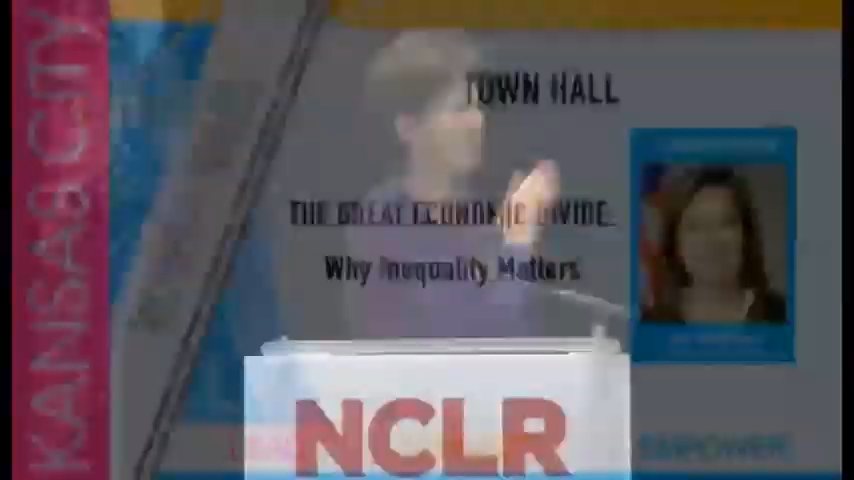 KANSAS CITY
TOWN HALL
THE GREAT ECONOMIC DIVIDE:
Why Inequality Matters
NCLR
EMPOWER